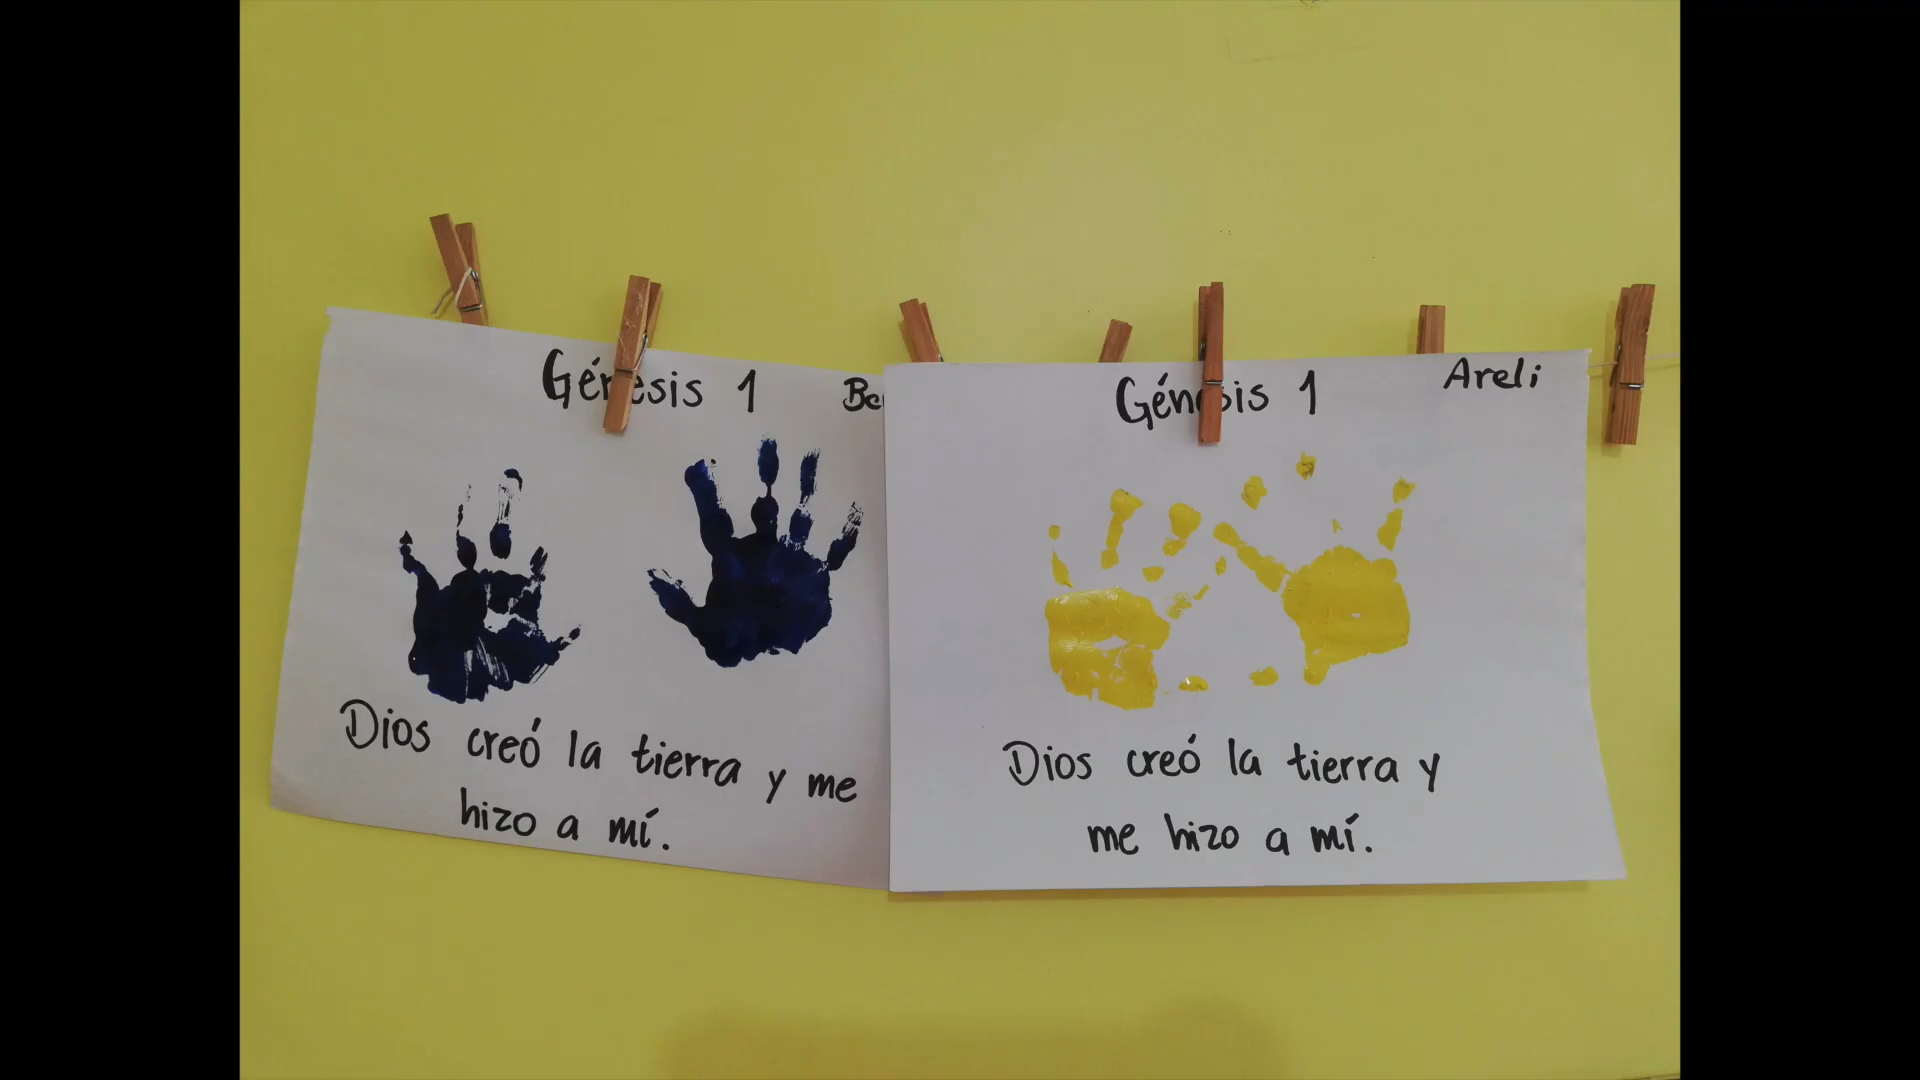 Génesis 1
Dios creó la tierra y me
hizo a mí.
Génesis 1
Areli
Dios creó la tierra y
me hizo a mí.